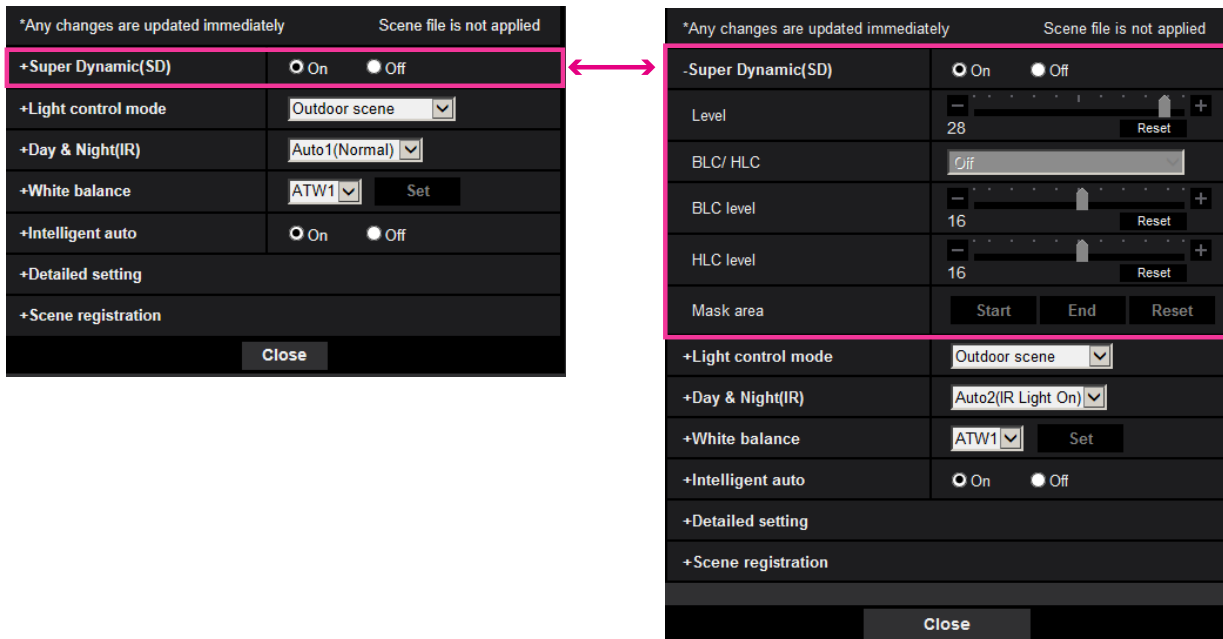 *Any changes are updated immediately Scene file is not applied
+Super Dynamic(SD) On Off
+Light control mode Outdoor scene
+Day & Night(IR) Auto1(Normal)
+White balance ATW1 Set
+Intelligent auto On Off
+Detailed setting
+Scene registration
Close
*Any changes are updated immediately Scene file is not applied
-Super Dynamic(SD) On Off
Level - +
28 Reset
BLC/ HLC Off
BLC level - +
16 Reset
HLC level - +
16 Reset
Mask area Start End Reset
+Light control mode Outdoor scene
+Day & Night(IR) Auto2(IR Light On)
+White balance ATW1 Set
+Intelligent auto On Off
+Detailed setting
+Scene registration
Close